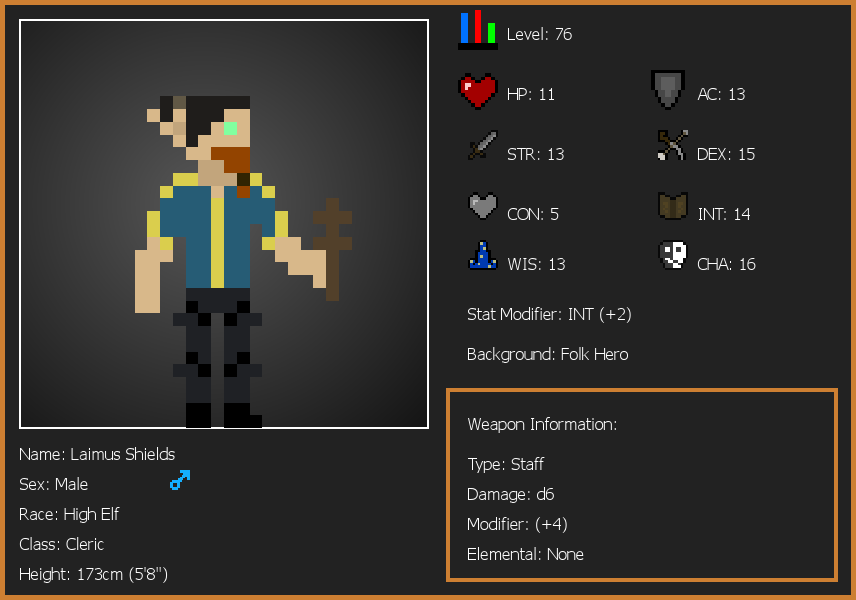 Level: 76
HP: 11
AC: 13
STR: 13
DEX: 15
CON: 5
INT: 14
WIS: 13
CHA: 16
Stat Modifier: INT (+2)
Background: Folk Hero
Weapon Information:
Type: Staff
Damage: d6
Modifier: (+4)
Elemental: None
Name: Laimus Shields
Sex: Male
Race: High Elf
Class: Cleric
Height: 173cm (5'8")